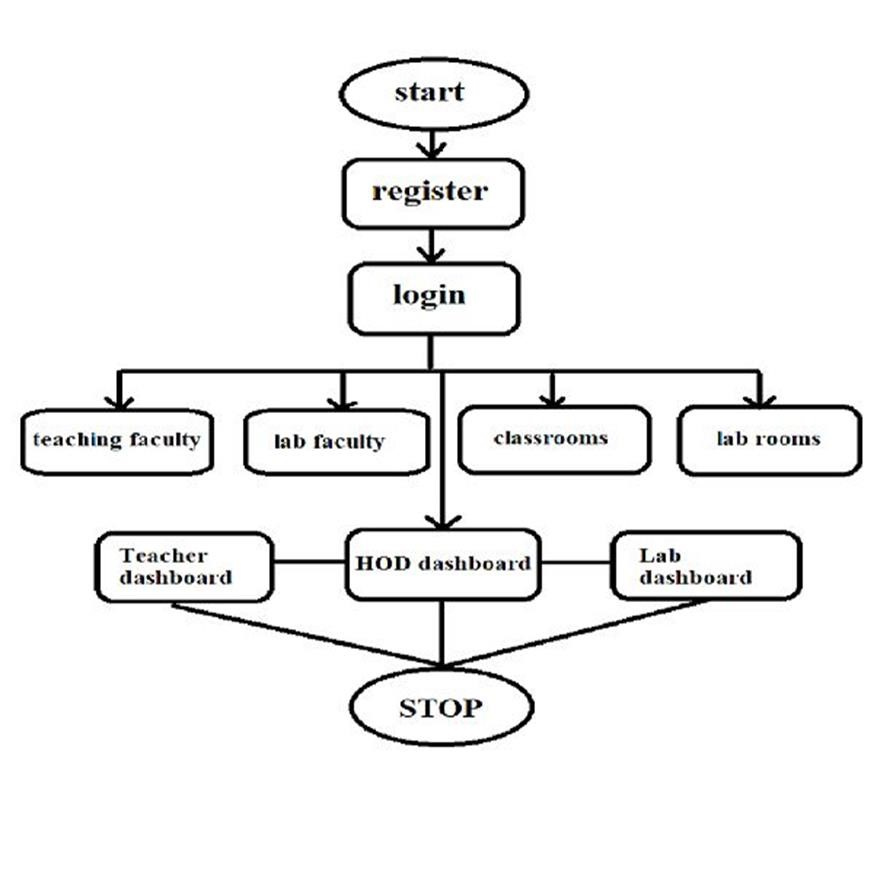 start
register
login
teaching faculty
lab faculty
classrooms
lab rooms
Teacher
dashboard
HOD dashboard
Lab
dashboard
STOP